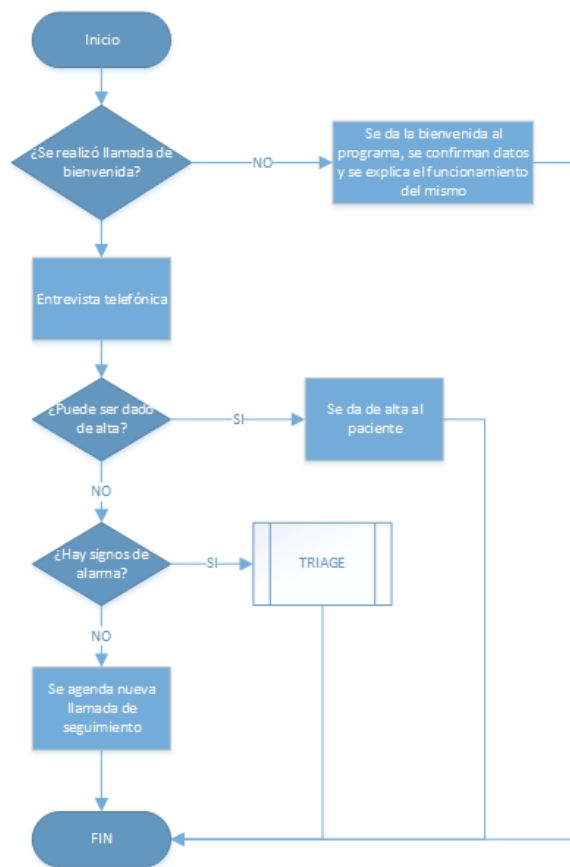 Inicio
¿Se realizó llamada de
bienvenida?
NO
Se da la bienvenida al
programa, se confirman datos
y se explica el funcionamiento
del mismo
Entrevista telefónica
¿Puede ser dado
de alta?
SI
Se da de alta al
paciente
NO
¿Hay signos de
alarma?
SI
TRIAGE
NO
Se agenda nueva
llamada de
seguimiento
FIN